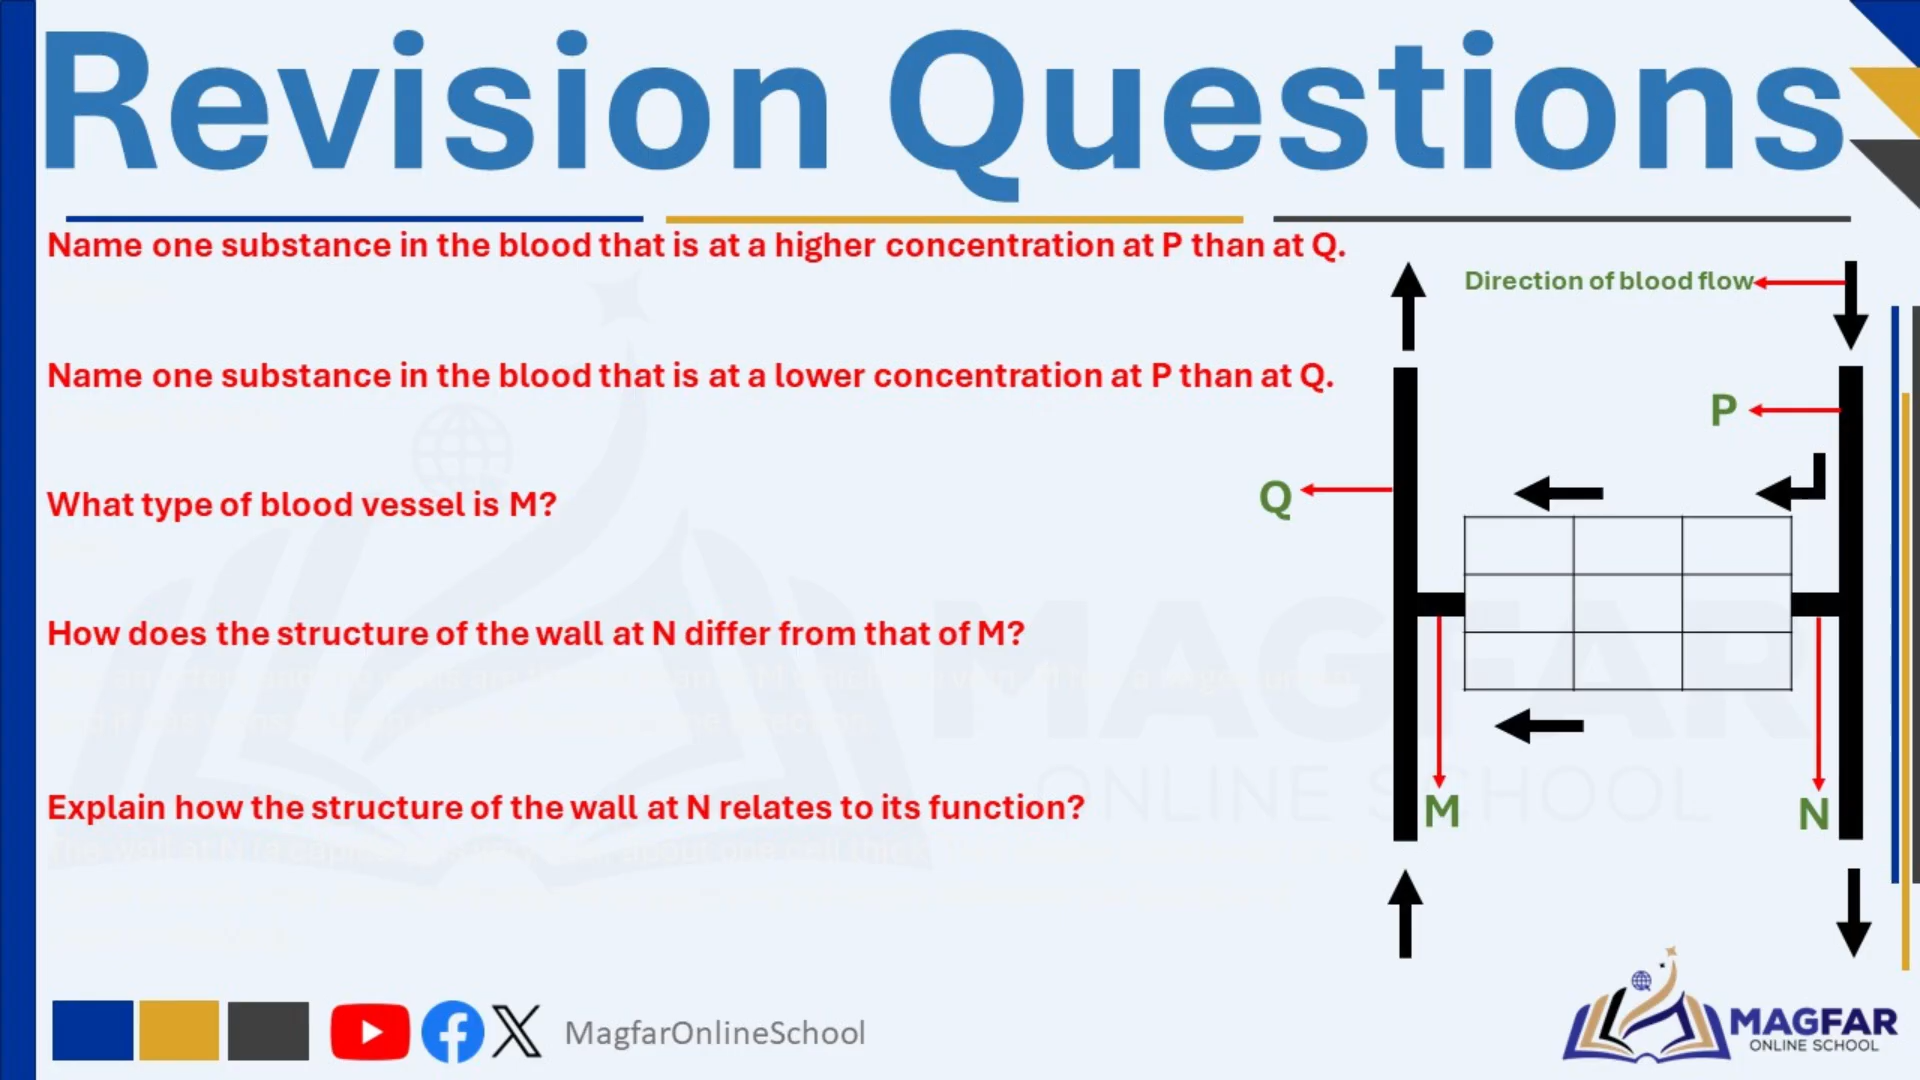 Revision Questions
Name one substance in the blood that is at a higher concentration at P than at Q.
Direction of blood flow
Name one substance in the blood that is at a lower concentration at P than at Q.
P
Q
What type of blood vessel is M?
How does the structure of the wall at N differ from that of M?
MAGFAR
ONLINE SCHOOL
Explain how the structure of the wall at N relates to its function?
M
N
MagfarOnlineSchool
MAGFAR
ONLINE SCHOOL